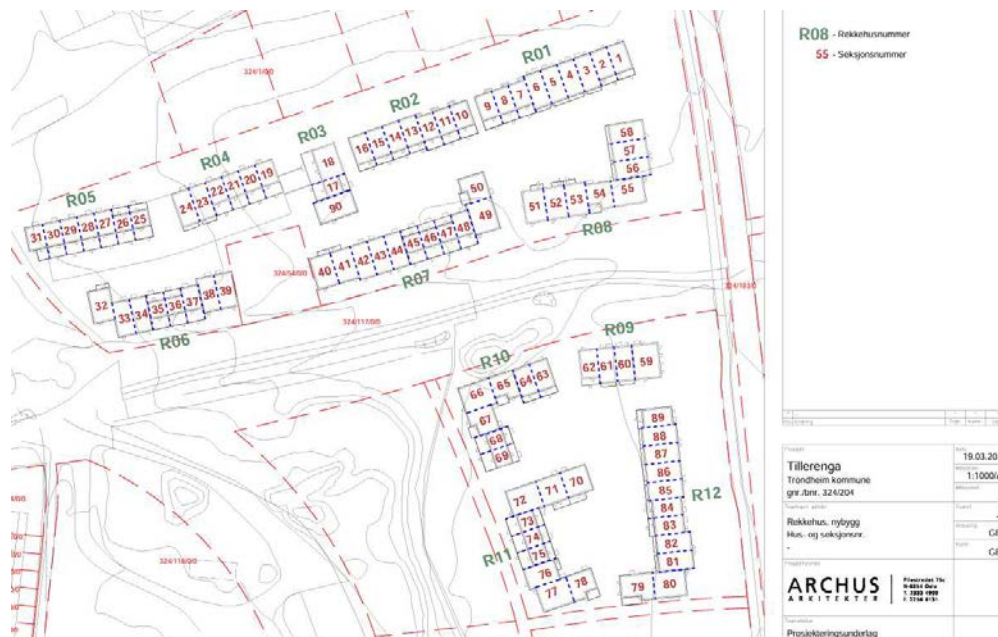 R08 - Rekkehusnummer
55 - Seksjonsnummer
R01
9 8 7 6 5 4 3 2 1
R02
16 15 14 13 12 11 10
R03
18
17
90
R04
24 23 22 21 20 19
R05
31 30 29 28 27 26 25
R06
32 33 34 35 36 37 38 39
R07
40 41 42 43 44 45 46 47 48 49 50
R08
51 52 53 54 55 56 57 58
R09
62 61 60 59
R10
66 65 64 63
67
68
69
R11
72 71 70
73
74
75
76
77 78
R12
89
88
87
86
85
84
83
82
81
79 80
324/1/0/0
324/54/0/0
324/117/0/0
324/118/0/0
Tillerenga
Trondheim kommune
gnr./bnr. 324/204
19.03.20
1:1000/
Rekkehus, nybygg
Hus- og seksjonsnr.
-
ARCHUS
ARKITEKTER
Prosjekteringsunderlag